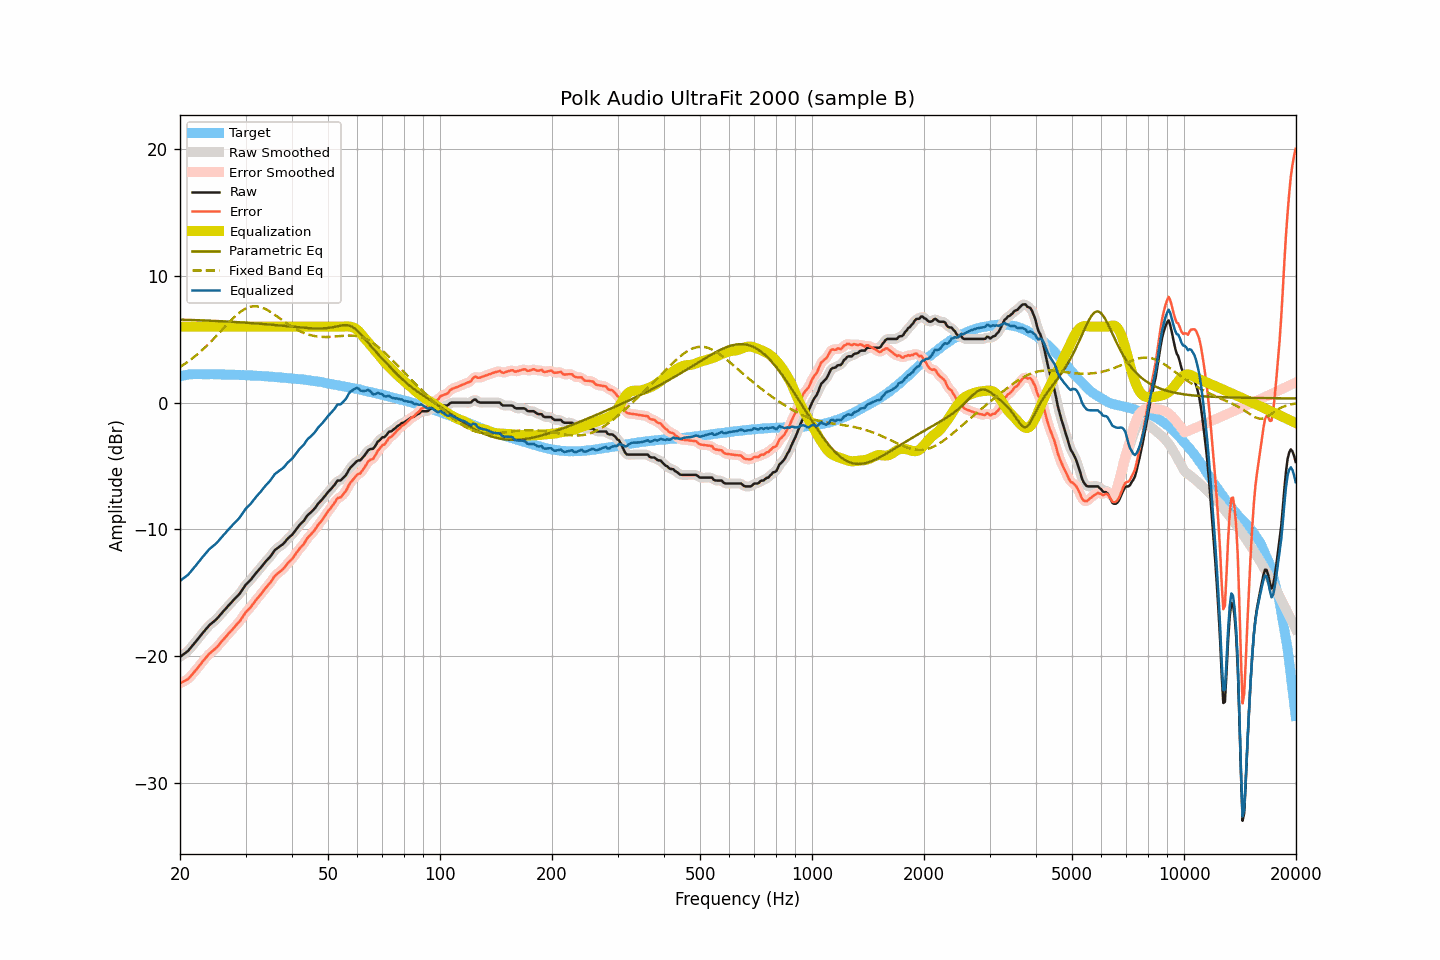 Polk Audio UltraFit 2000 (sample B)
Target
Raw Smoothed
Error Smoothed
Raw
Error
Equalization
Parametric Eq
Fixed Band Eq
Equalized
Amplitude (dBr)
20
10
0
−10
−20
−30
20 50 100 200 500 1000 2000 5000 10000 20000
Frequency (Hz)